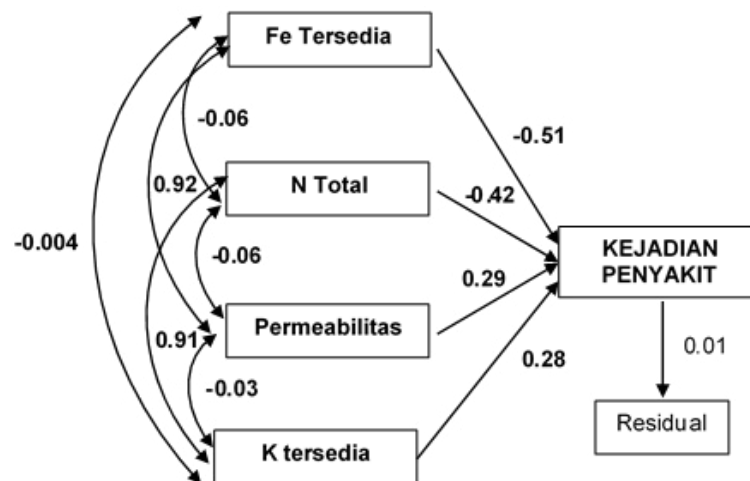 Fe Tersedia
-0.06
-0.51
N Total
0.92
-0.42
-0.004
KEJADIAN
PENYAKIT
-0.06
0.29
Permeabilitas
0.91
0.28
0.01
-0.03
Residual
K tersedia